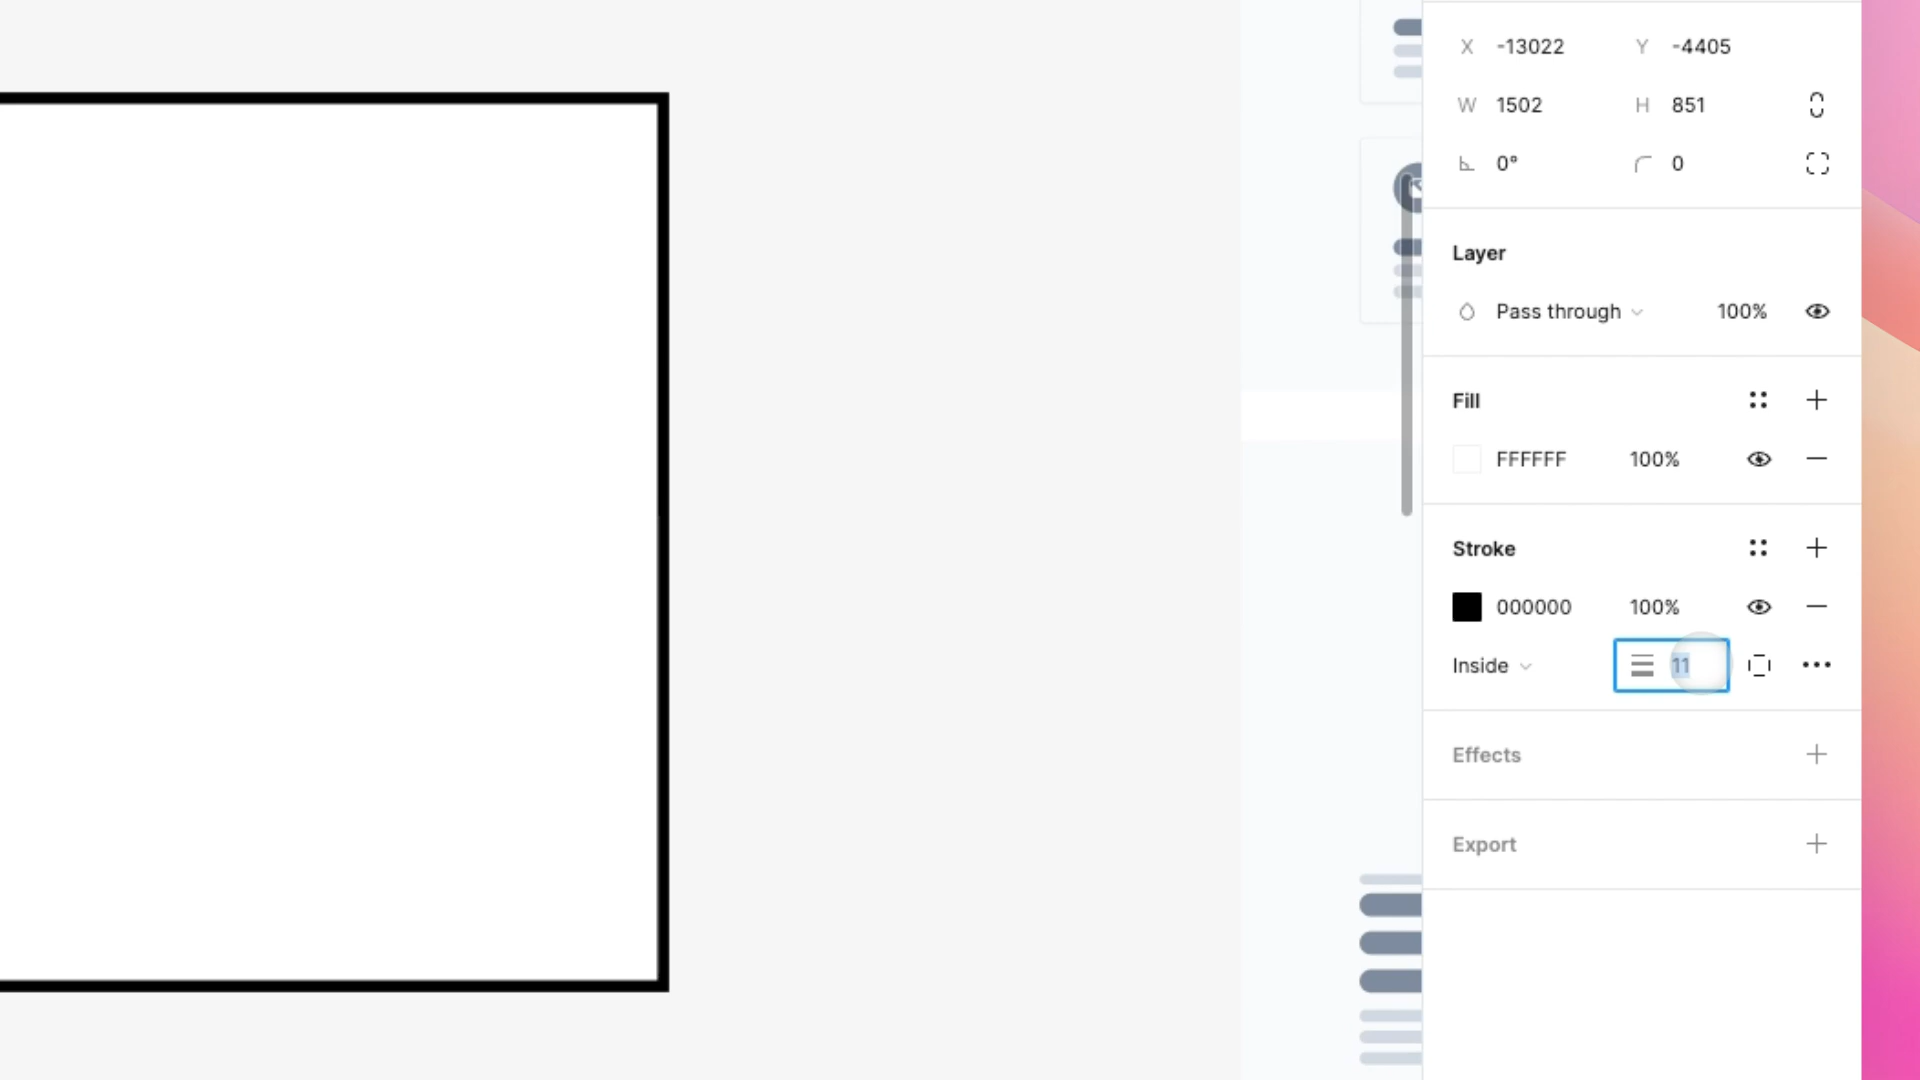 X -13022 Y -4405
W 1502 H 851
0° 0
Layer
Pass through 100%
Fill
FFFFFF 100%
Stroke
000000 100%
Inside 11
Effects
Export